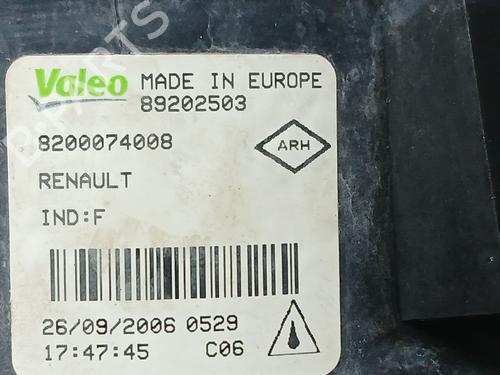 Valeo MADE IN EUROPE
89202503
8200074008
ARH
RENAULT
IND:F
26/09/2006 0529
17:47:45 C06